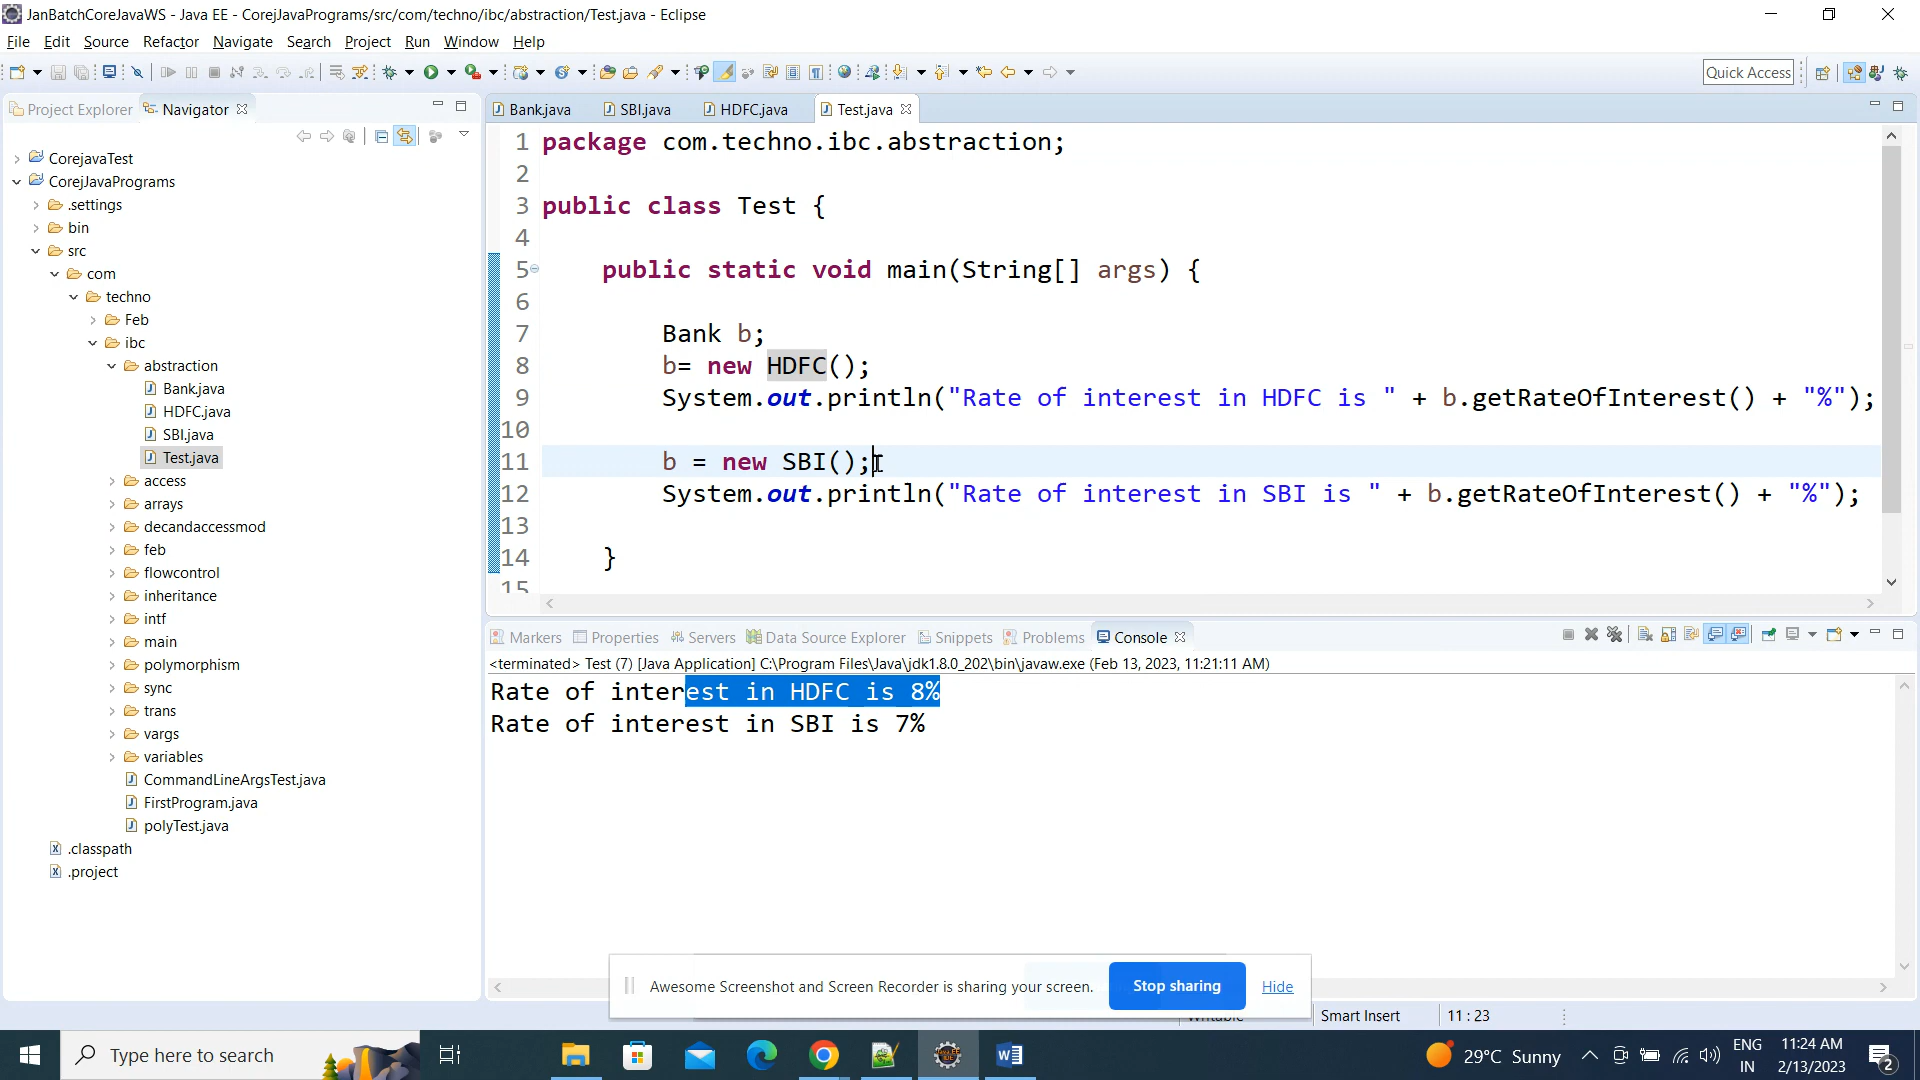 JanBatchCoreJavaWS - Java EE - CorejJavaPrograms/src/com/techno/ibc/abstraction/Test.java - Eclipse
File Edit Source Refactor Navigate Search Project Run Window Help
Quick Access
Project Explorer Navigator
CorejavaTest
CorejJavaPrograms
.settings
bin
src
com
techno
Feb
ibc
abstraction
Bank.java
HDFC.java
SBI.java
Test.java
access
arrays
decandaccessmod
feb
flowcontrol
inheritance
intf
main
polymorphism
sync
trans
vargs
variables
CommandLineArgsTest.java
FirstProgram.java
polyTest.java
.classpath
.project
Bank.java SBI.java HDFC.java Test.java
1 package com.techno.ibc.abstraction;
2
3 public class Test {
4
5 public static void main(String[] args) {
6
7 Bank b;
8 b= new HDFC();
9 System.out.println("Rate of interest in HDFC is " + b.getRateOfInterest() + "%");
10
11 b = new SBI();
12 System.out.println("Rate of interest in SBI is " + b.getRateOfInterest() + "%");
13
14 }
15
Markers Properties Servers Data Source Explorer Snippets Problems Console
<terminated> Test (7) [Java Application] C:\Program Files\Java\jdk1.8.0_202\bin\javaw.exe (Feb 13, 2023, 11:21:11 AM)
Rate of interest in HDFC is 8%
Rate of interest in SBI is 7%
Awesome Screenshot and Screen Recorder is sharing your screen. Stop sharing Hide
Writable Smart Insert 11 : 23
Type here to search
29°C Sunny
ENG
IN
11:24 AM
2/13/2023
2